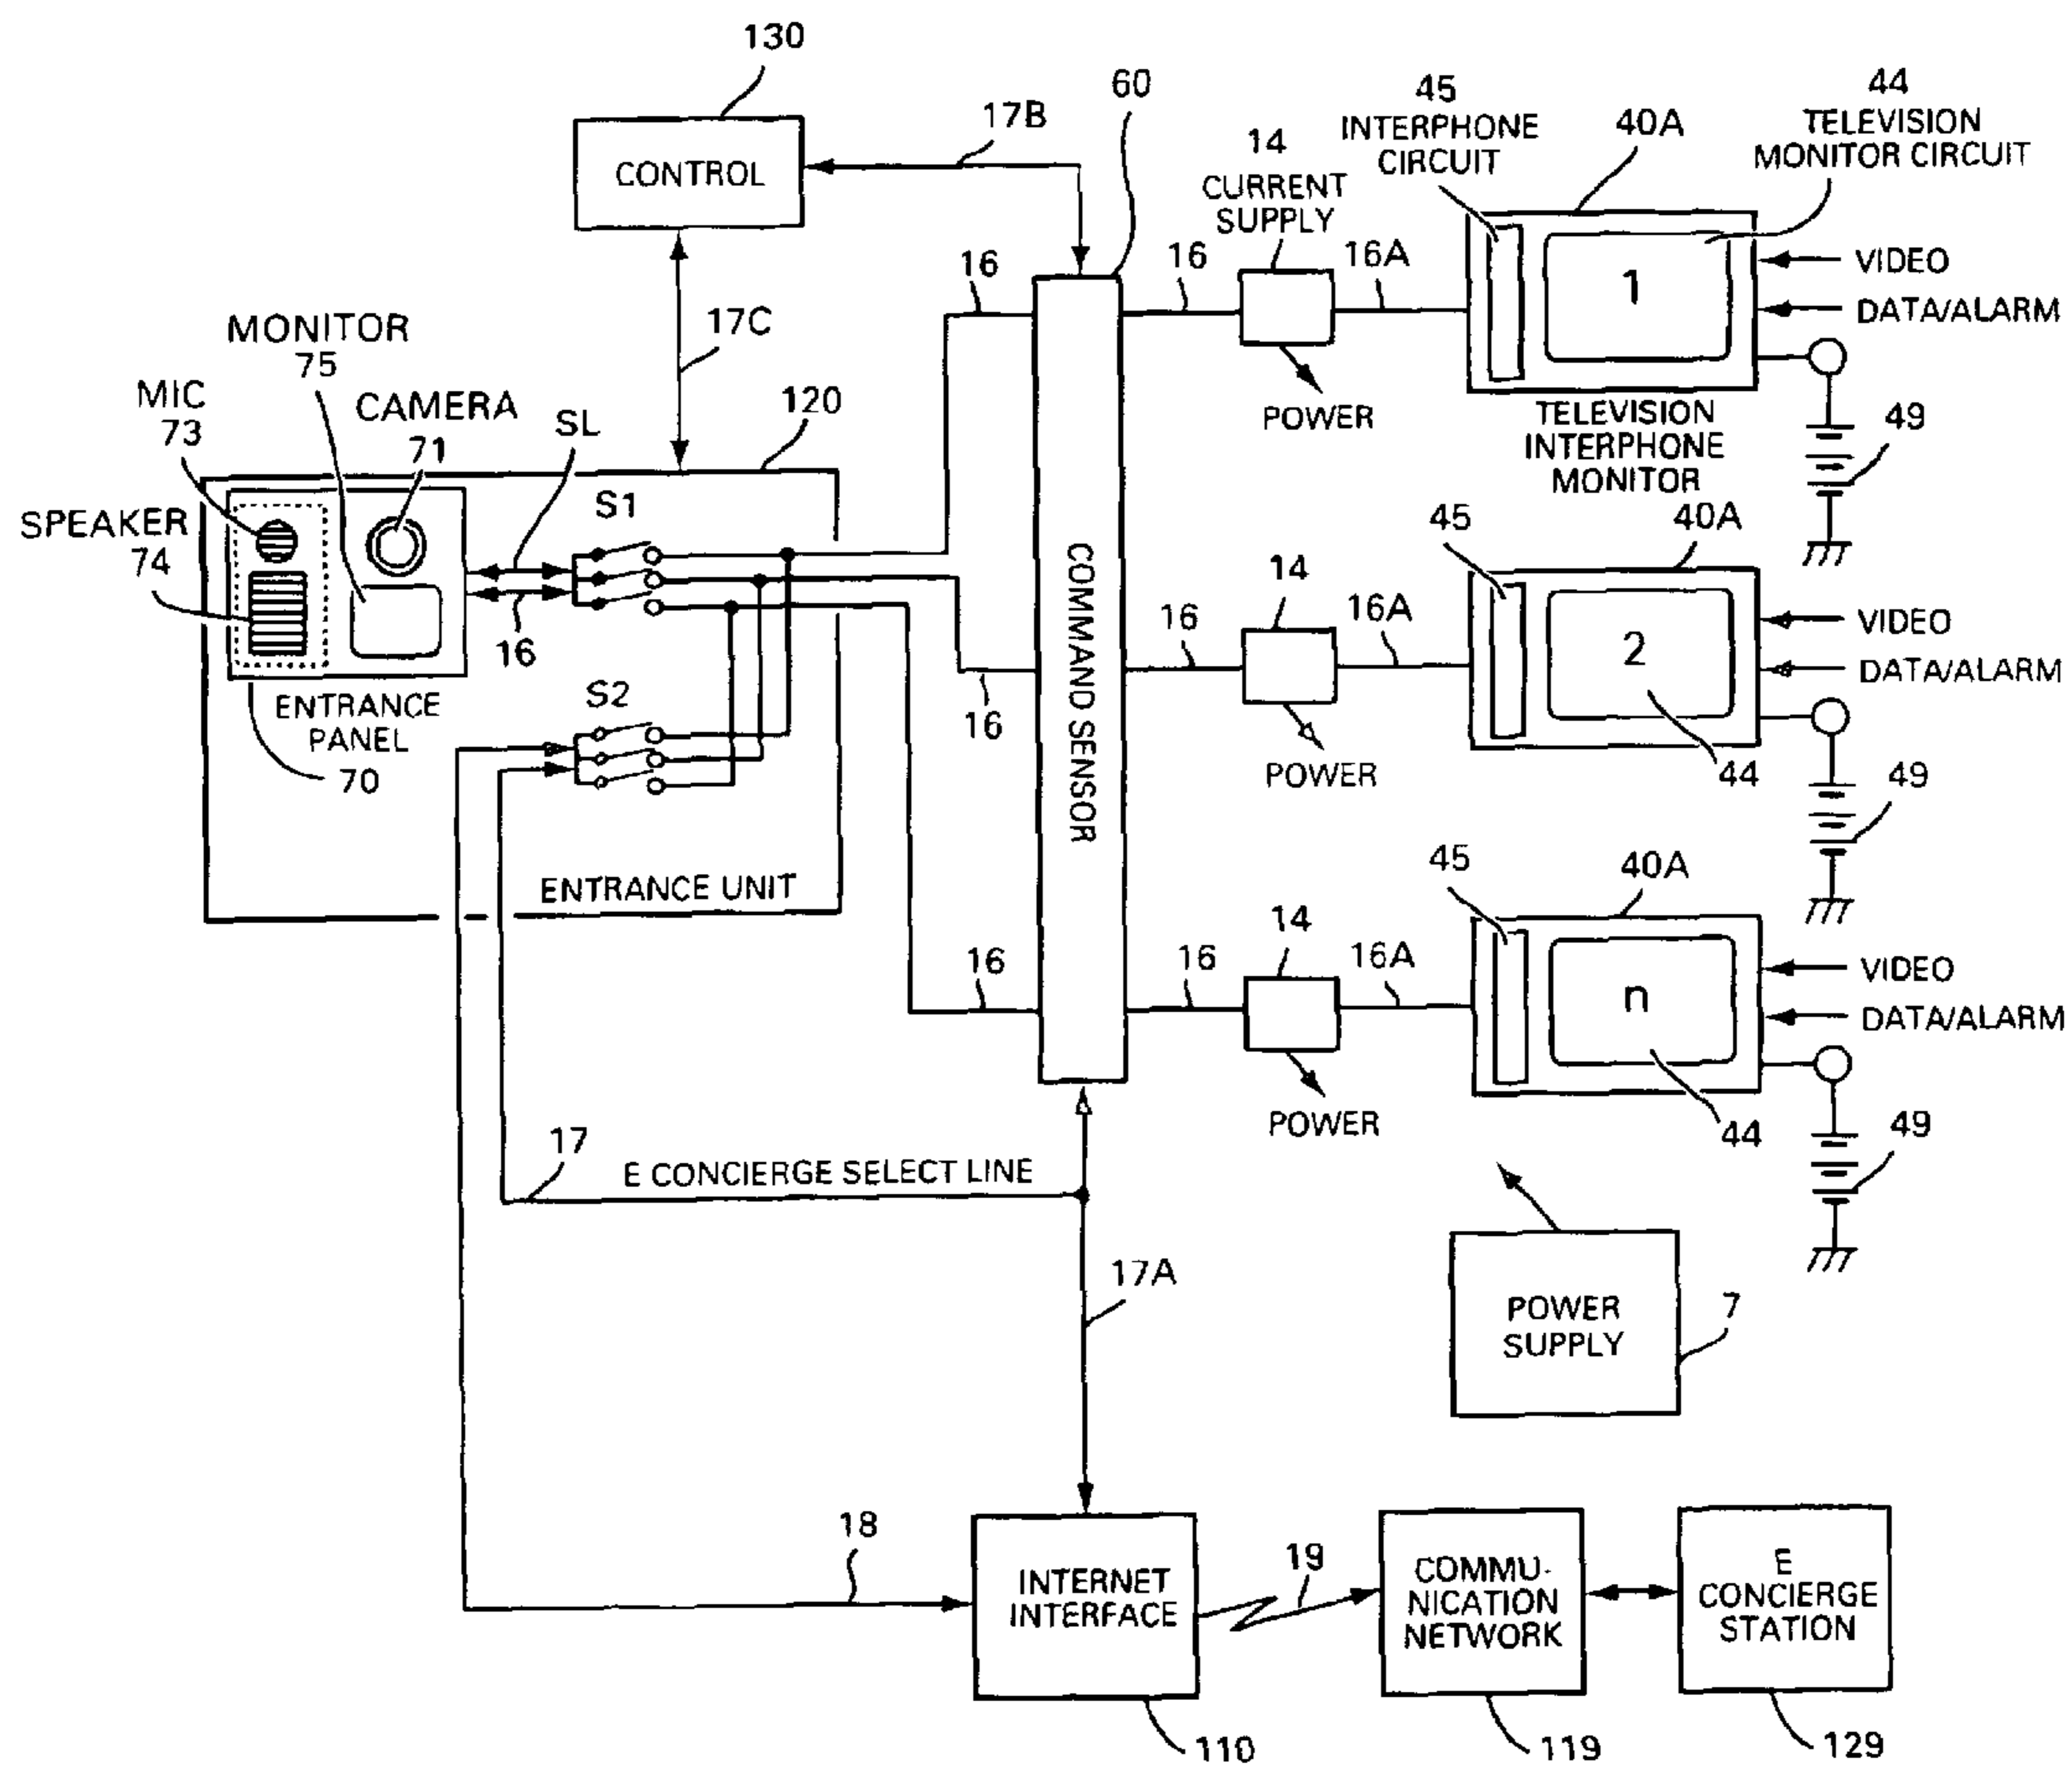 130
CONTROL
17B
60
45
INTERPHONE
CIRCUIT
14
CURRENT
SUPPLY
40A
44
TELEVISION
MONITOR CIRCUIT
16
16
16A
1
VIDEO
DATA/ALARM
POWER
TELEVISION
INTERPHONE
MONITOR
49
17C
MONITOR
75
MIC
73
CAMERA
71
SL
120
SPEAKER
74
S1
16
ENTRANCE
PANEL
70
S2
ENTRANCE UNIT
16
COMMAND SENSOR
45
40A
14
16
16A
2
VIDEO
DATA/ALARM
POWER
44
49
45
40A
14
16
16
16A
n
VIDEO
DATA/ALARM
POWER
44
49
17
E CONCIERGE SELECT LINE
17A
POWER
SUPPLY
7
18
INTERNET
INTERFACE
19
COMMU-
NICATION
NETWORK
E
CONCIERGE
STATION
110
119
129